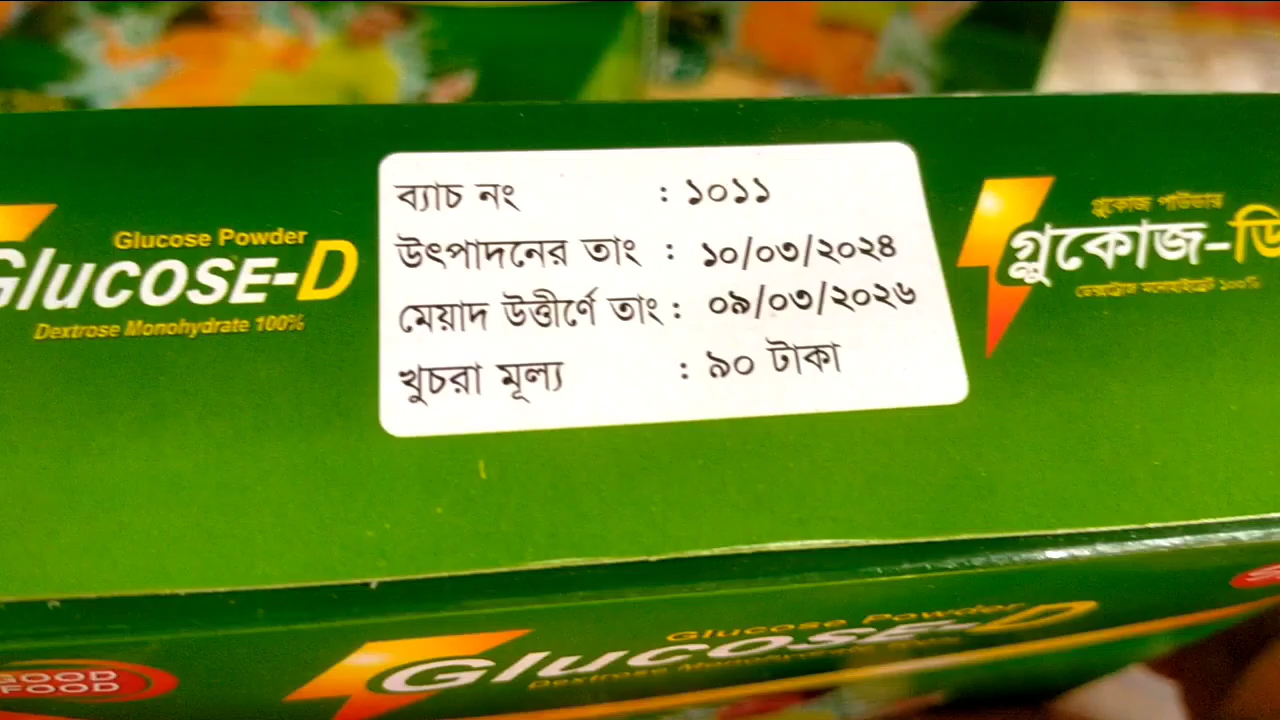 Glucose Powder
GLUCOSE-D
Dextrose Monohydrate 100%
ব্যাচ নং : ১০১১
উৎপাদনের তাং : ১০/০৩/২০২৪
মেয়াদ উত্তীর্ণে তাং : ০৯/০৩/২০২৬
খুচরা মূল্য : ৯০ টাকা
গ্লুকোজ পাউডার
গ্লুকোজ-ডি
GOOD
FOOD
Glucose Powder
GLUCOSE-D